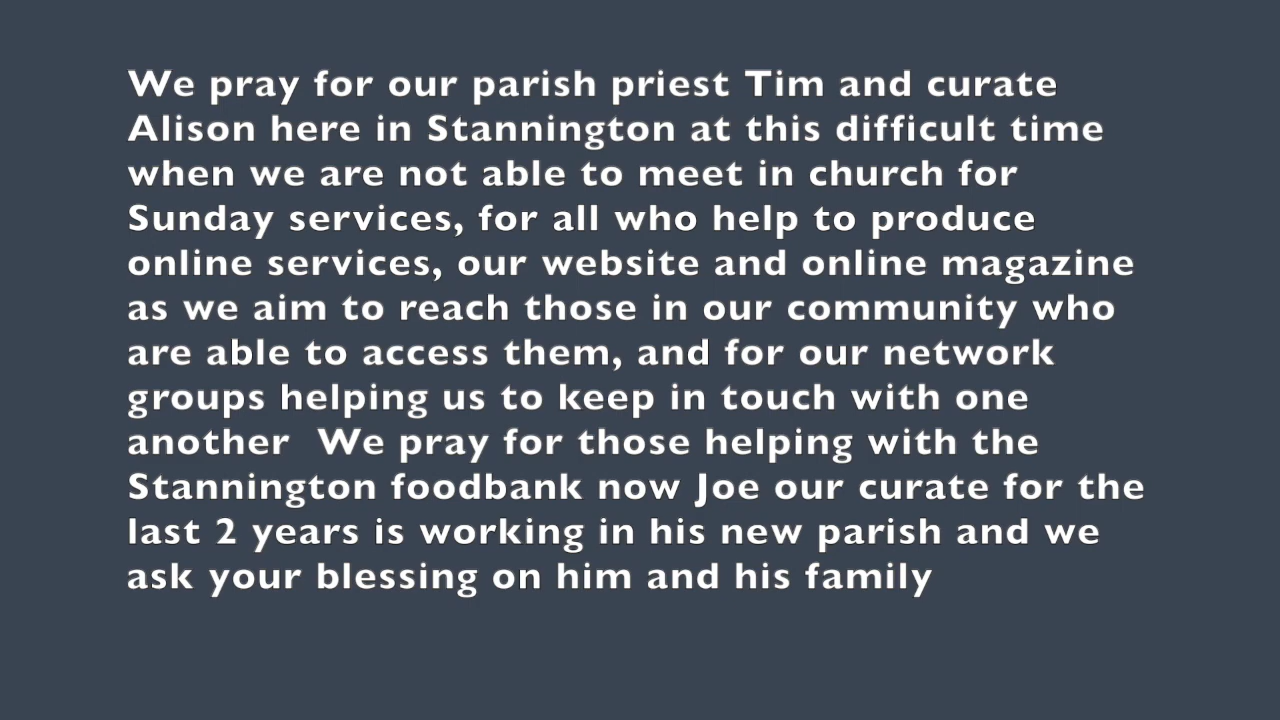 We pray for our parish priest Tim and curate
Alison here in Stannington at this difficult time
when we are not able to meet in church for
Sunday services, for all who help to produce
online services, our website and online magazine
as we aim to reach those in our community who
are able to access them, and for our network
groups helping us to keep in touch with one
another  We pray for those helping with the
Stannington foodbank now Joe our curate for the
last 2 years is working in his new parish and we
ask your blessing on him and his family